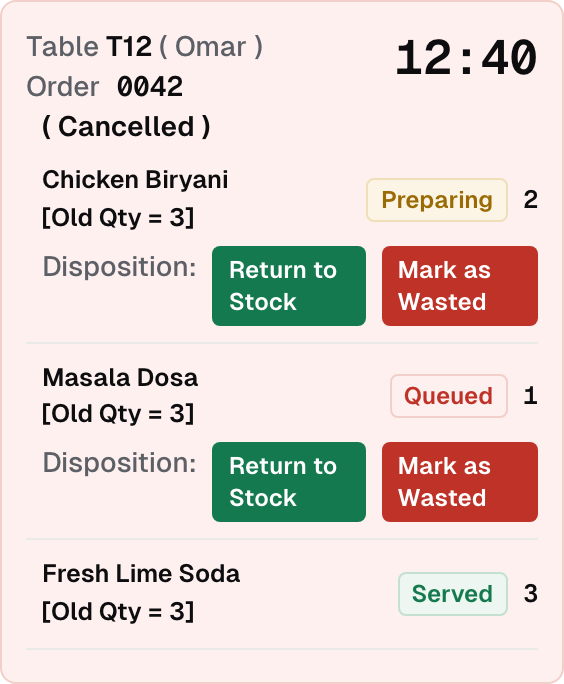 Table T12 ( Omar )
12:40
Order 0042
( Cancelled )
Chicken Biryani
[Old Qty = 3]
Preparing 2
Disposition:
Return to
Stock
Mark as
Wasted
Masala Dosa
[Old Qty = 3]
Queued 1
Disposition:
Return to
Stock
Mark as
Wasted
Fresh Lime Soda
[Old Qty = 3]
Served 3